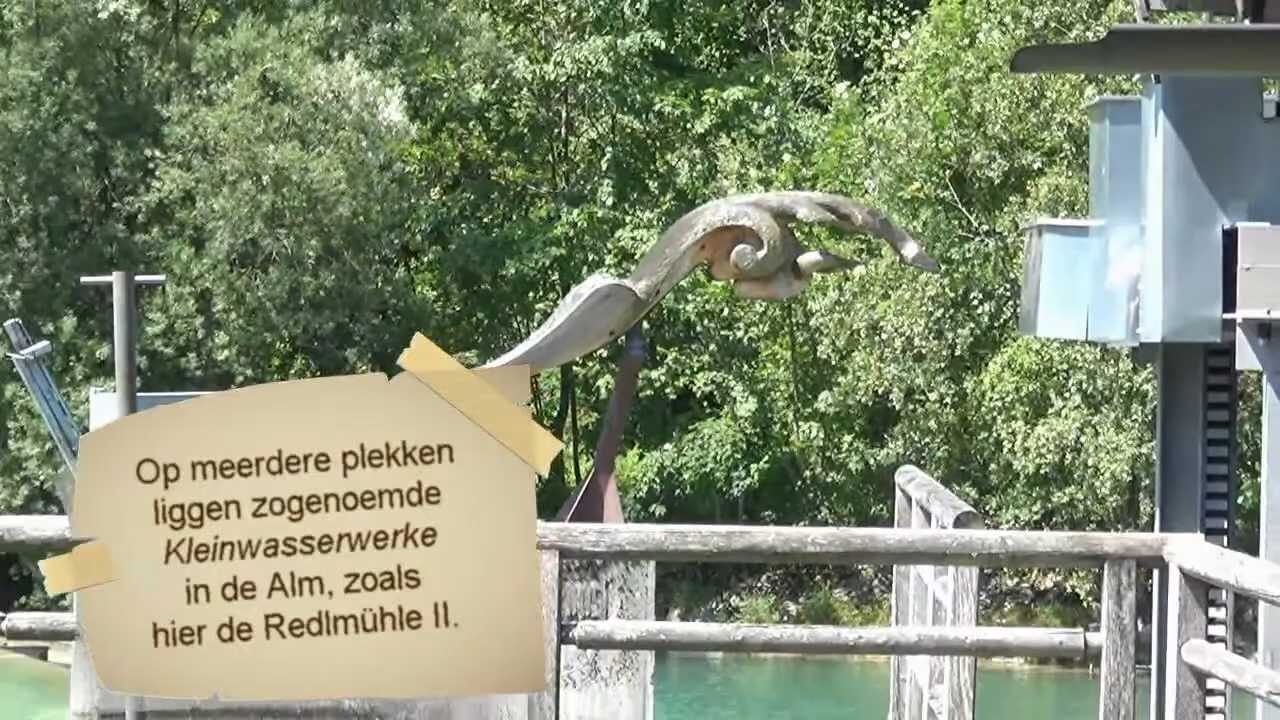 Op meerdere plekken
liggen zogenoemde
Kleinwasserwerke
in de Alm, zoals
hier de Redlmühle II.